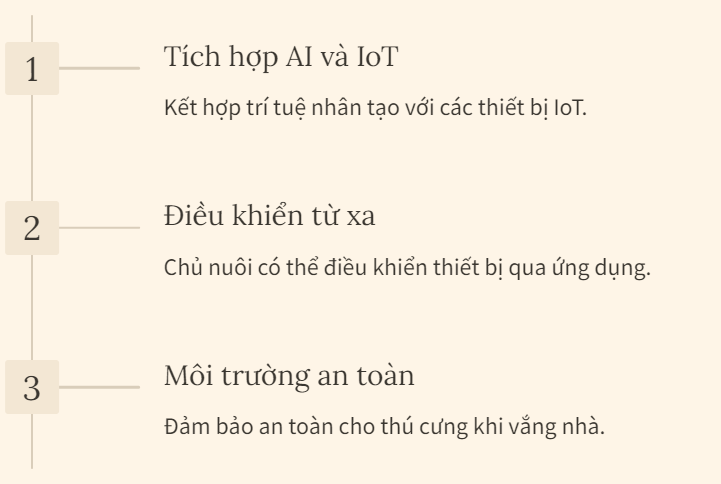 1
Tích hợp AI và IoT
Kết hợp trí tuệ nhân tạo với các thiết bị IoT.
2
Điều khiển từ xa
Chủ nuôi có thể điều khiển thiết bị qua ứng dụng.
3
Môi trường an toàn
Đảm bảo an toàn cho thú cưng khi vắng nhà.